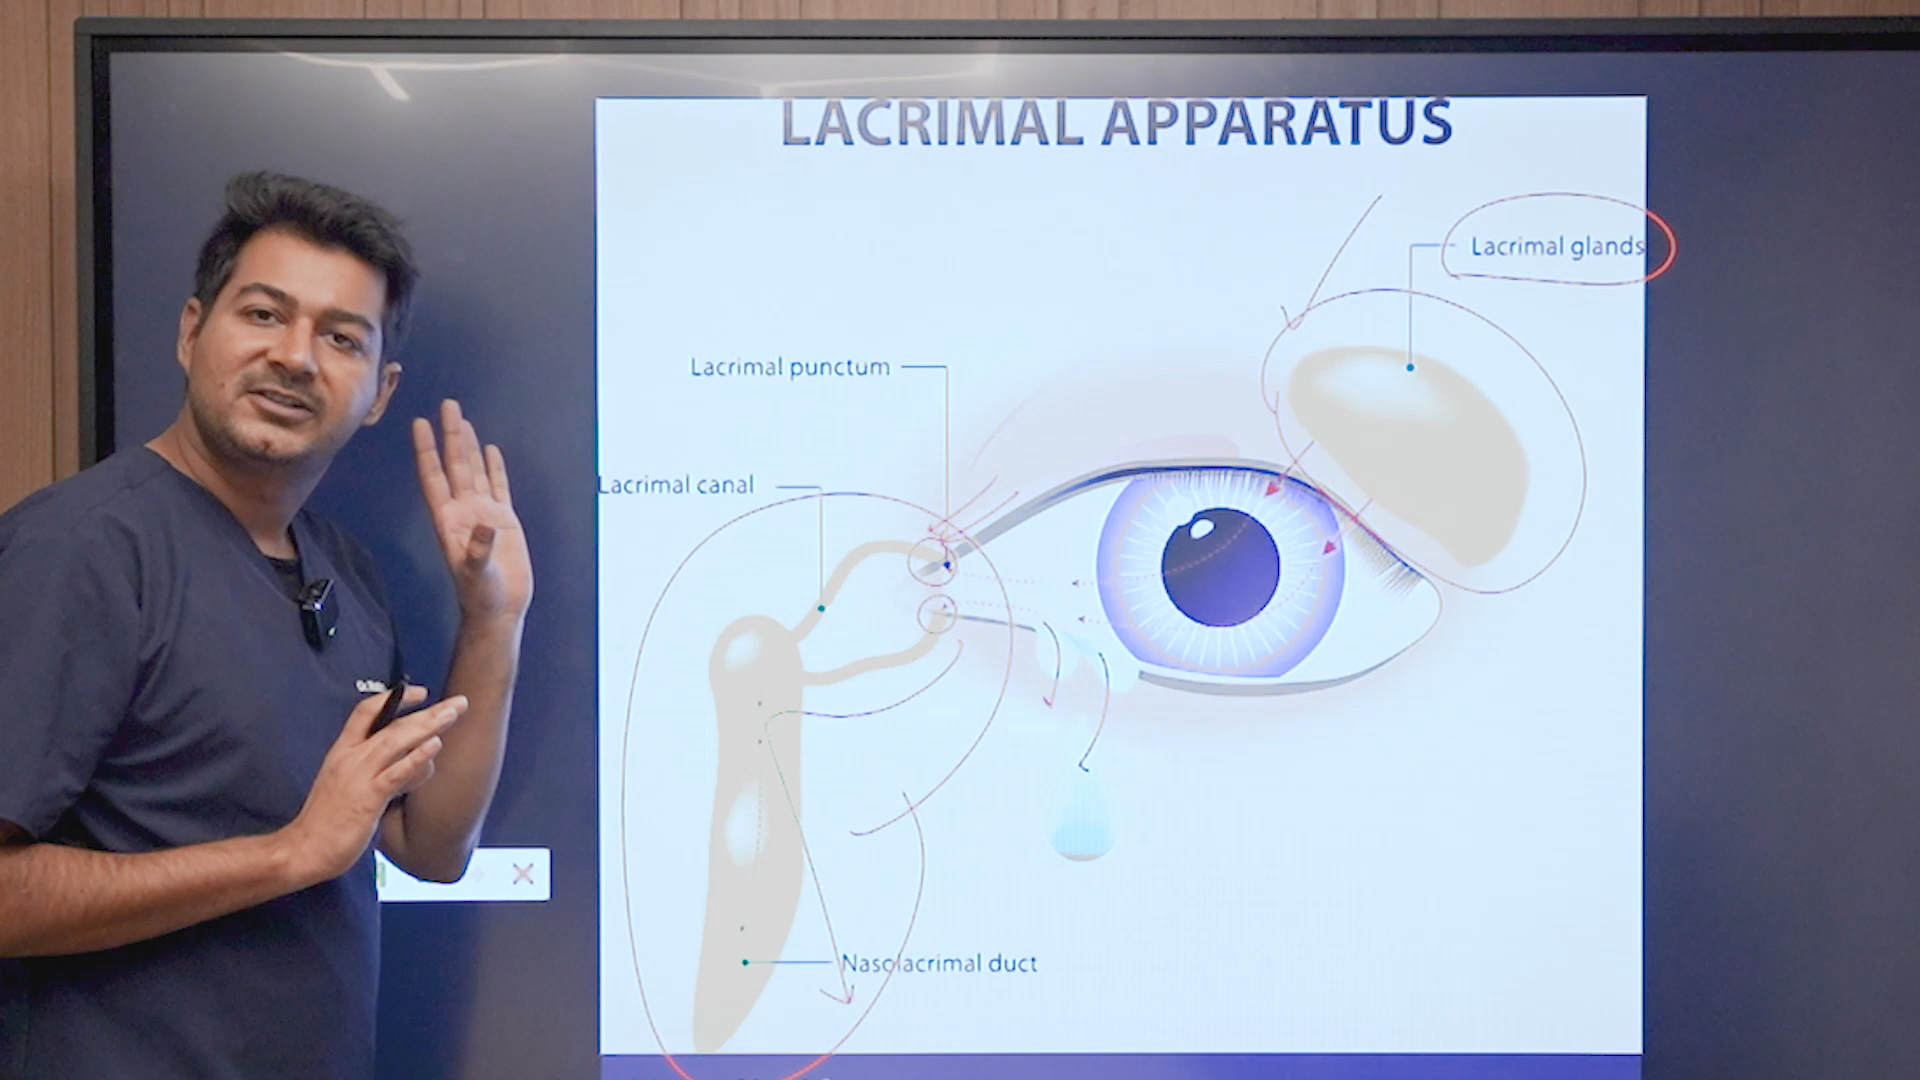 LACRIMAL APPARATUS
Lacrimal glands
Lacrimal punctum
Lacrimal canal
Nasolacrimal duct